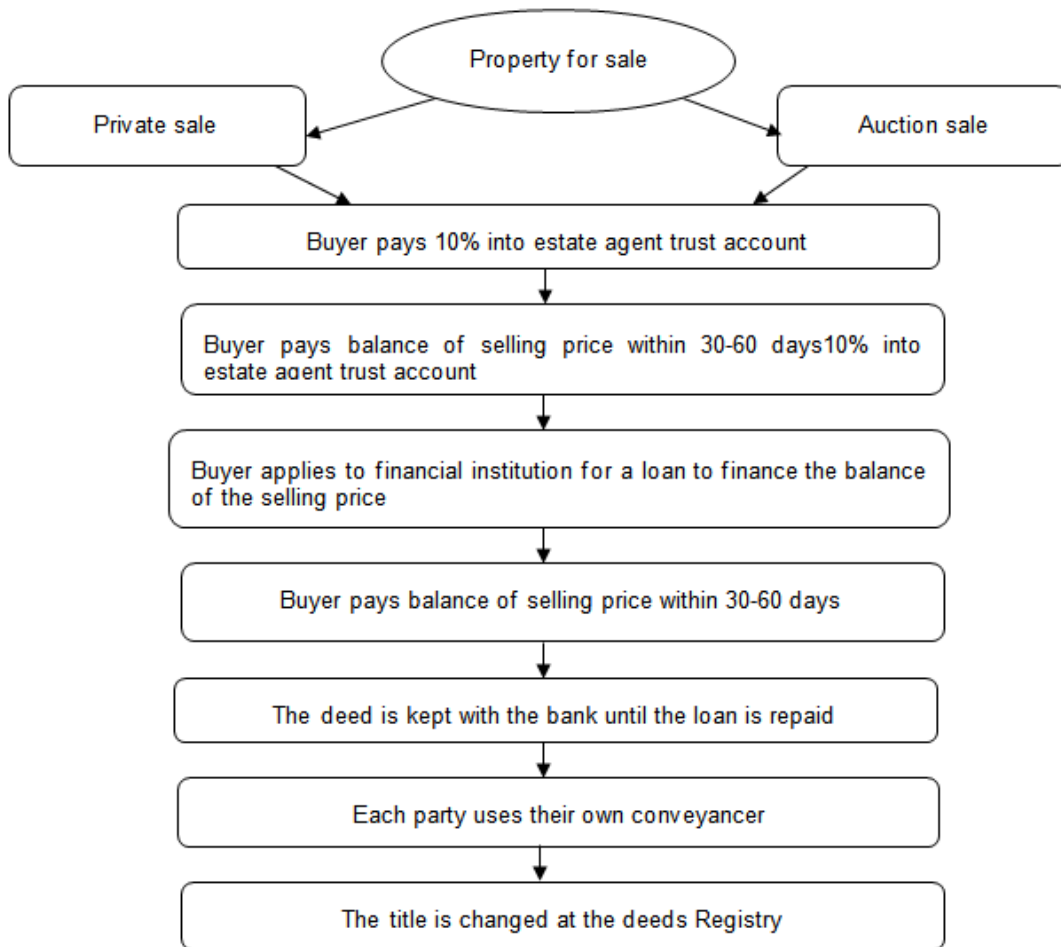 Property for sale
Private sale
Auction sale
Buyer pays 10% into estate agent trust account
Buyer pays balance of selling price within 30-60 days10% into
estate agent trust account
Buyer applies to financial institution for a loan to finance the balance
of the selling price
Buyer pays balance of selling price within 30-60 days
The deed is kept with the bank until the loan is repaid
Each party uses their own conveyancer
The title is changed at the deeds Registry